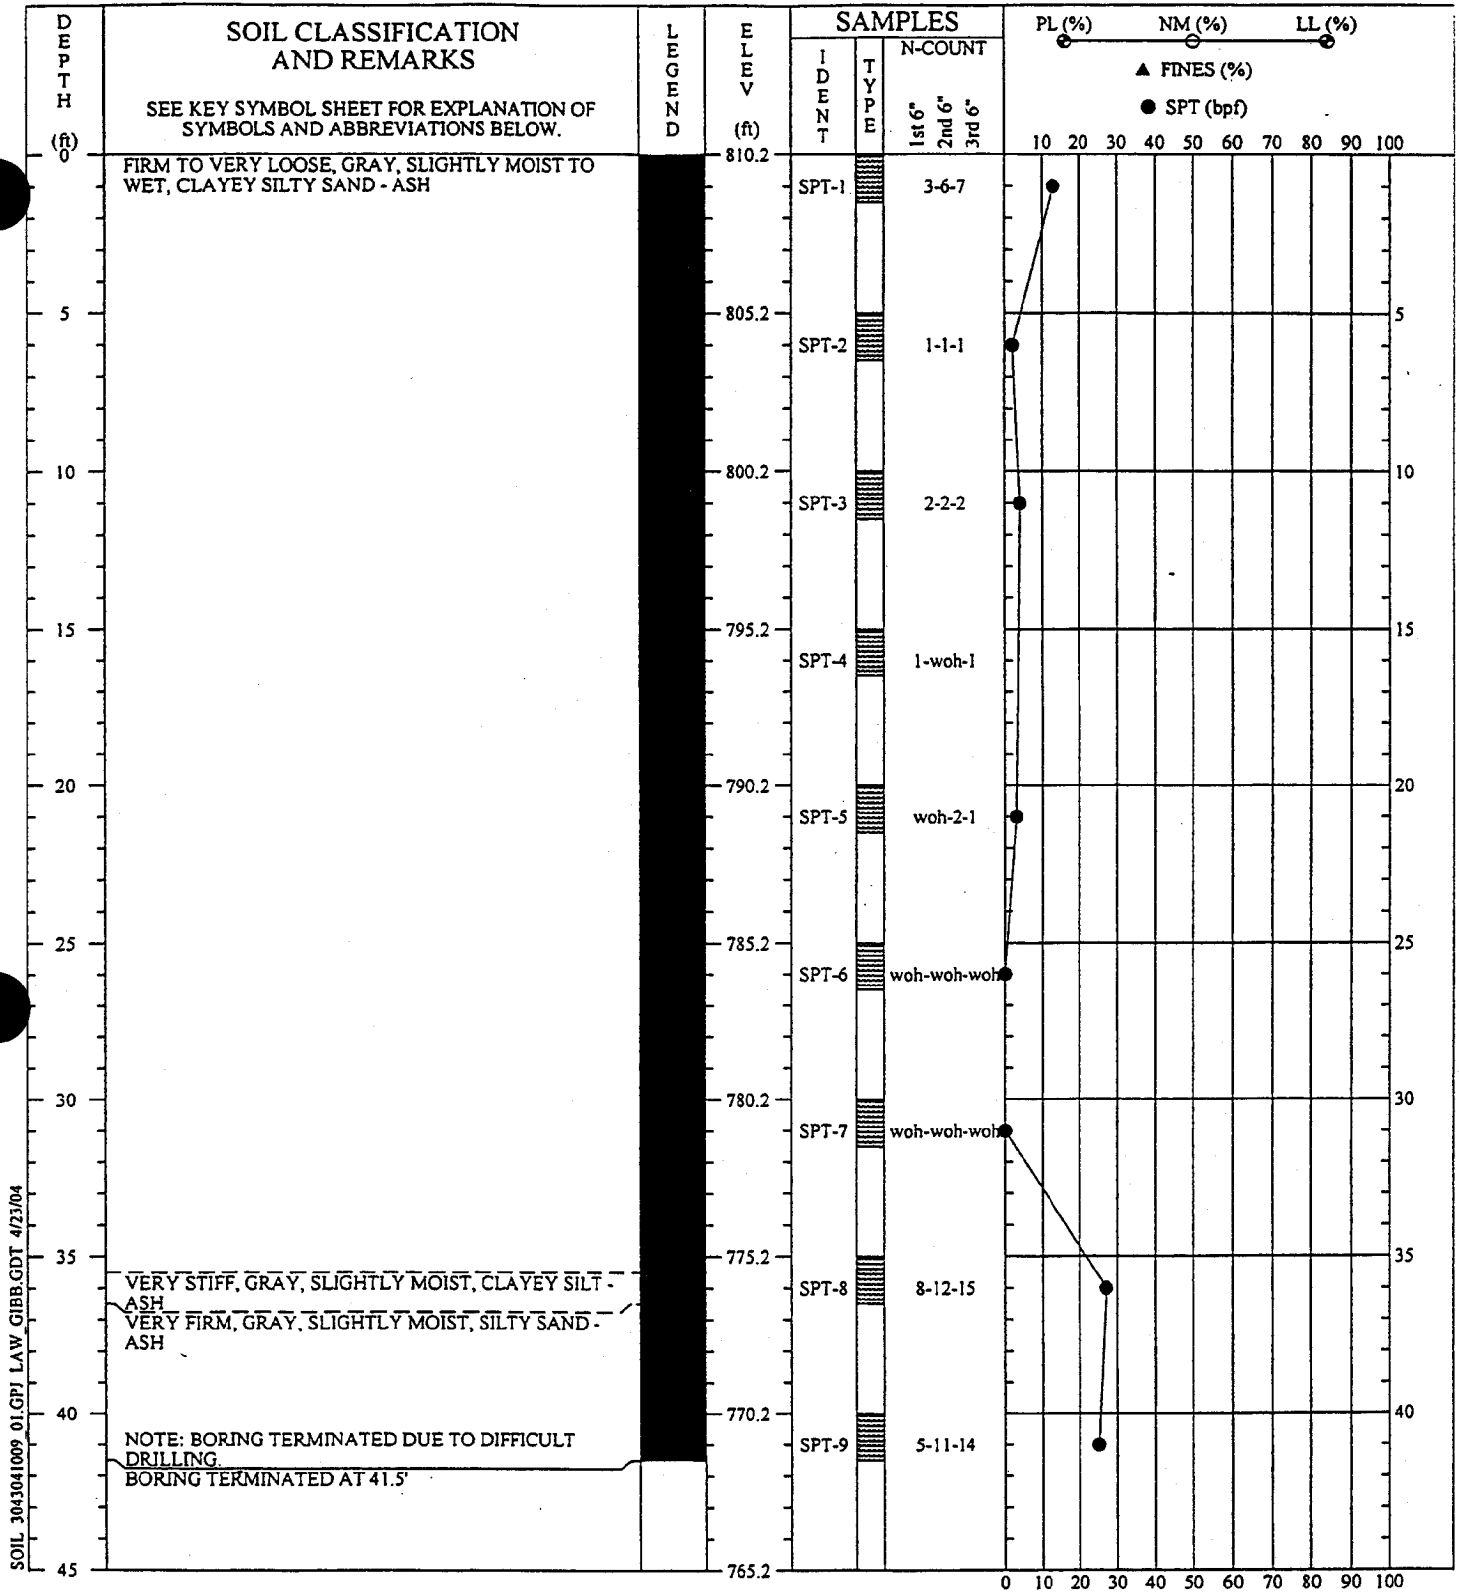 DEPTH (ft)
SOIL CLASSIFICATION
AND REMARKS
SEE KEY SYMBOL SHEET FOR EXPLANATION OF
SYMBOLS AND ABBREVIATIONS BELOW.
LEGEND
ELEV (ft)
SAMPLES
IDENT
TYPE
N-COUNT
1st 6"
2nd 6"
3rd 6"
PL (%) NM (%) LL (%)
▲ FINES (%)
● SPT (bpf)
10 20 30 40 50 60 70 80 90 100
0 810.2
FIRM TO VERY LOOSE, GRAY, SLIGHTLY MOIST TO
WET, CLAYEY SILTY SAND - ASH
SPT-1 3-6-7
5 805.2 5
SPT-2 1-1-1
10 800.2 10
SPT-3 2-2-2
15 795.2 15
SPT-4 1-woh-1
20 790.2 20
SPT-5 woh-2-1
25 785.2 25
SPT-6 woh-woh-woh
30 780.2 30
SPT-7 woh-woh-woh
35 775.2 35
VERY STIFF, GRAY, SLIGHTLY MOIST, CLAYEY SILT -
ASH
SPT-8 8-12-15
VERY FIRM, GRAY, SLIGHTLY MOIST, SILTY SAND -
ASH
40 770.2 40
NOTE: BORING TERMINATED DUE TO DIFFICULT
DRILLING.
SPT-9 5-11-14
BORING TERMINATED AT 41.5'
45 765.2
0 10 20 30 40 50 60 70 80 90 100
SOIL 3043041009_01.GPJ LAW_GIBB.GDT 4/23/04